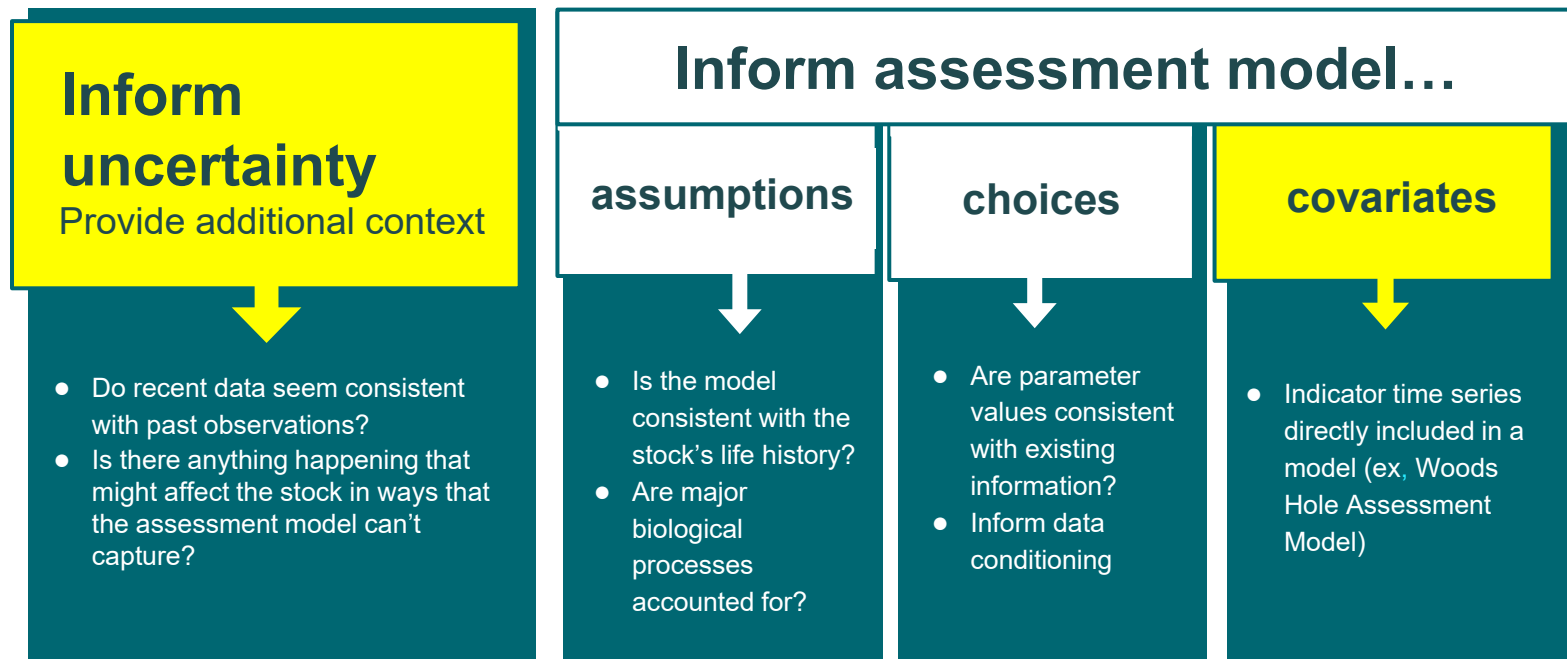 Inform
uncertainty
Provide additional context
● Do recent data seem consistent
with past observations?
● Is there anything happening that
might affect the stock in ways that
the assessment model can’t
capture?
Inform assessment model…
assumptions
● Is the model
consistent with the
stock’s life history?
● Are major
biological
processes
accounted for?
choices
● Are parameter
values consistent
with existing
information?
● Inform data
conditioning
covariates
● Indicator time series
directly included in a
model (ex, Woods
Hole Assessment
Model)